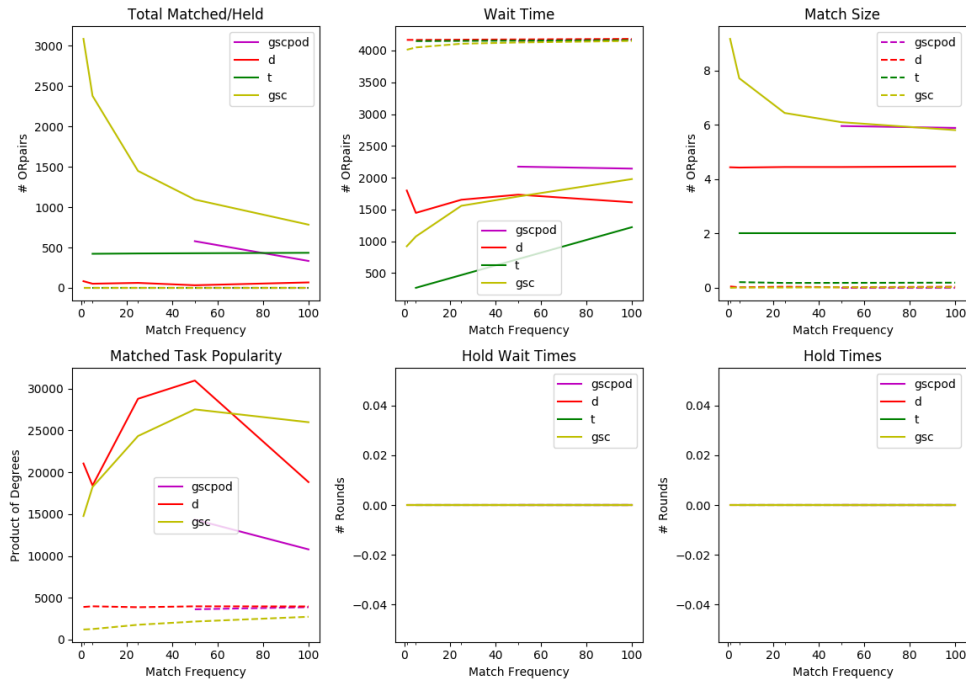 Total Matched/Held
# ORpairs
3000
2500
2000
1500
1000
500
0
gscpod
d
t
gsc
0 20 40 60 80 100
Match Frequency
Wait Time
# ORpairs
4000
3500
3000
2500
2000
1500
1000
500
gscpod
d
t
gsc
0 20 40 60 80 100
Match Frequency
Match Size
# ORpairs
8
6
4
2
0
gscpod
d
t
gsc
0 20 40 60 80 100
Match Frequency
Matched Task Popularity
Product of Degrees
30000
25000
20000
15000
10000
5000
0
gscpod
d
gsc
0 20 40 60 80 100
Match Frequency
Hold Wait Times
# Rounds
0.04
0.02
0.00
−0.02
−0.04
gscpod
d
t
gsc
0 20 40 60 80 100
Match Frequency
Hold Times
# Rounds
0.04
0.02
0.00
−0.02
−0.04
gscpod
d
t
gsc
0 20 40 60 80 100
Match Frequency